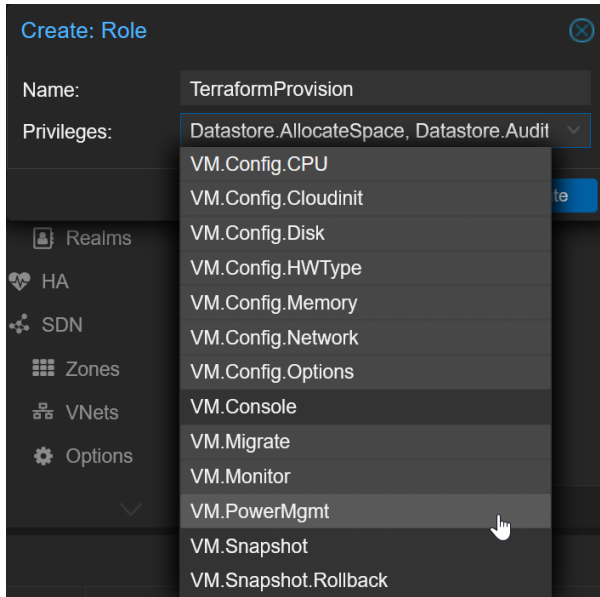 Create: Role
Name: TerraformProvision
Privileges: Datastore.AllocateSpace, Datastore.Audit
VM.Config.CPU
VM.Config.Cloudinit
VM.Config.Disk
VM.Config.HWType
VM.Config.Memory
VM.Config.Network
VM.Config.Options
VM.Console
VM.Migrate
VM.Monitor
VM.PowerMgmt
VM.Snapshot
VM.Snapshot.Rollback
te
Realms
HA
SDN
Zones
VNets
Options